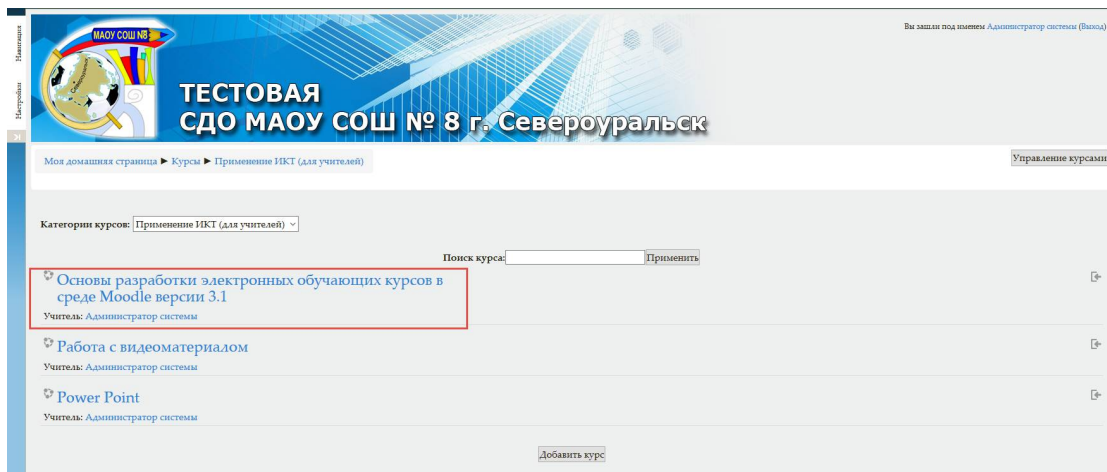 Навигация
Настройки
МАОУ СОШ №8
Североуральск
Вы зашли под именем Администратор системы (Выход)
ТЕСТОВАЯ
СДО МАОУ СОШ № 8 г. Североуральск
Моя домашняя страница ► Курсы ► Применение ИКТ (для учителей)
Управление курсами
Категории курсов: Применение ИКТ (для учителей)
Поиск курса: Применить
Основы разработки электронных обучающих курсов в
среде Moodle версии 3.1
Учитель: Администратор системы
Работа с видеоматериалом
Учитель: Администратор системы
Power Point
Учитель: Администратор системы
Добавить курс